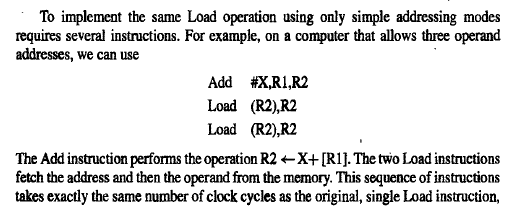 To implement the same Load operation using only simple addressing modes
requires several instructions. For example, on a computer that allows three operand
addresses, we can use
Add #X,R1,R2
Load (R2),R2
Load (R2),R2
The Add instruction performs the operation R2 ← X+ [R1]. The two Load instructions
fetch the address and then the operand from the memory. This sequence of instructions
takes exactly the same number of clock cycles as the original, single Load instruction,